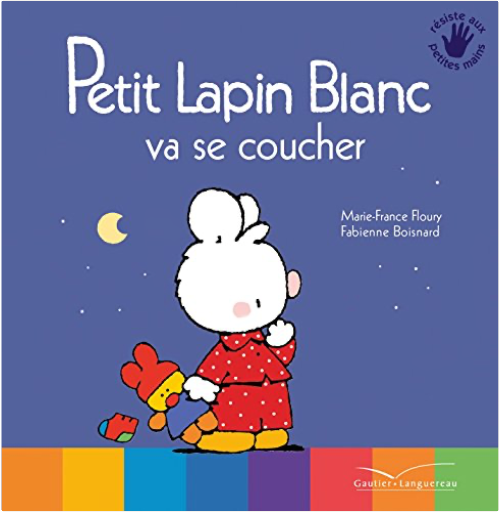 résiste aux
petites mains
Petit Lapin Blanc
va se coucher
Marie-France Floury
Fabienne Boisnard
Gautier • Languereau